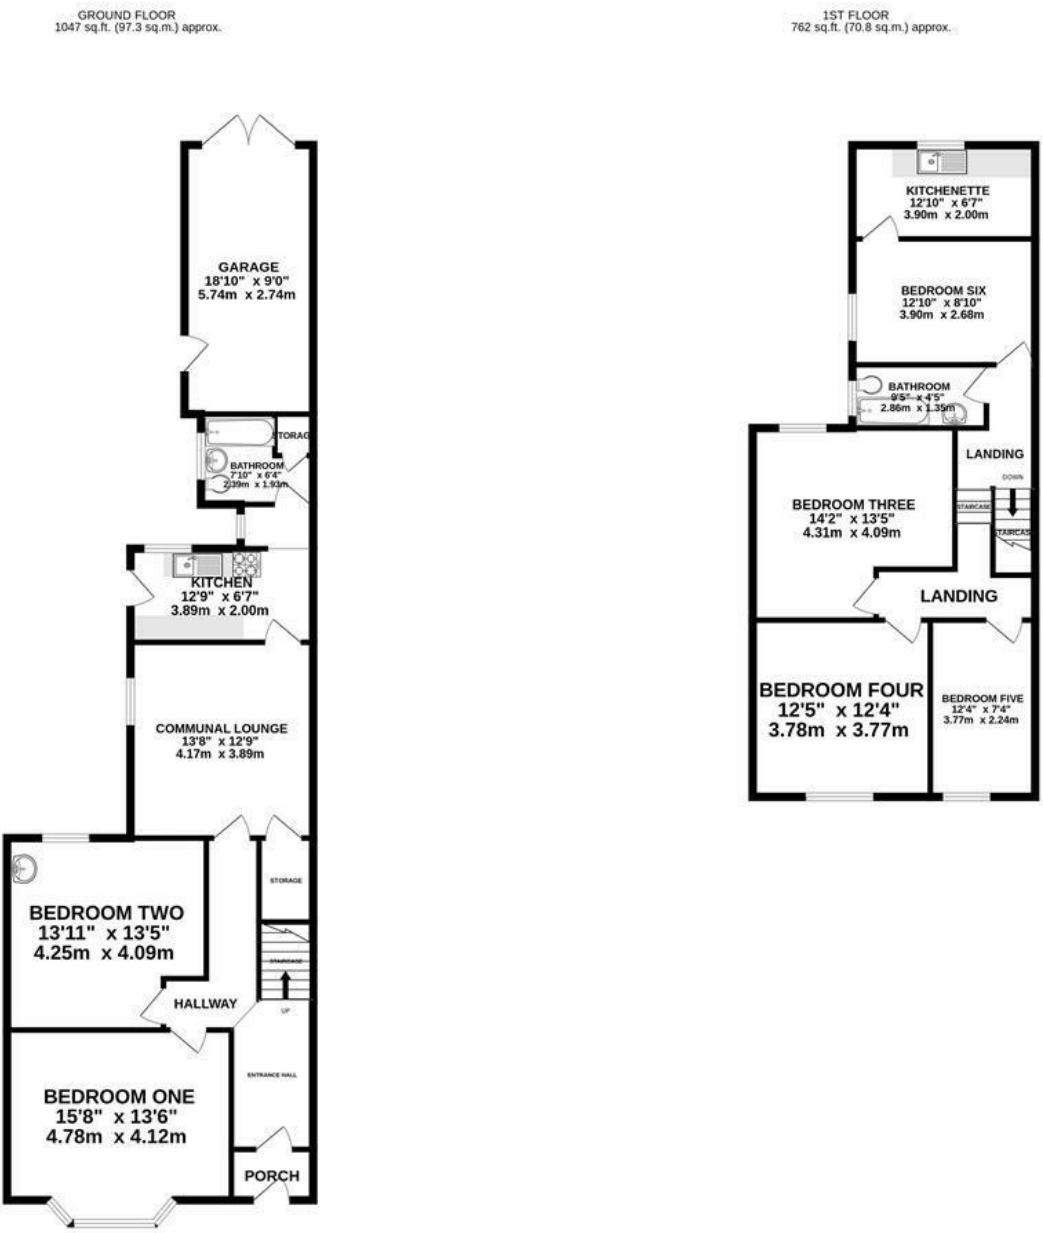 GROUND FLOOR
1047 sq.ft. (97.3 sq.m.) approx.
GARAGE
18'10" x 9'0"
5.74m x 2.74m
STORAG
BATHROOM
7'10" x 6'4"
2.39m x 1.93m
KITCHEN
12'9" x 6'7"
3.89m x 2.00m
COMMUNAL LOUNGE
13'8" x 12'9"
4.17m x 3.89m
STORAGE
BEDROOM TWO
13'11" x 13'5"
4.25m x 4.09m
STAIRCASE
HALLWAY
UP
ENTRANCE HALL
BEDROOM ONE
15'8" x 13'6"
4.78m x 4.12m
PORCH
1ST FLOOR
762 sq.ft. (70.8 sq.m.) approx.
KITCHENETTE
12'10" x 6'7"
3.90m x 2.00m
BEDROOM SIX
12'10" x 8'10"
3.90m x 2.68m
BATHROOM
9'5" x 4'5"
2.86m x 1.35m
LANDING
DOWN
BEDROOM THREE
14'2" x 13'5"
4.31m x 4.09m
STAIRCASE
STAIRCAS
LANDING
BEDROOM FOUR
12'5" x 12'4"
3.78m x 3.77m
BEDROOM FIVE
12'4" x 7'4"
3.77m x 2.24m